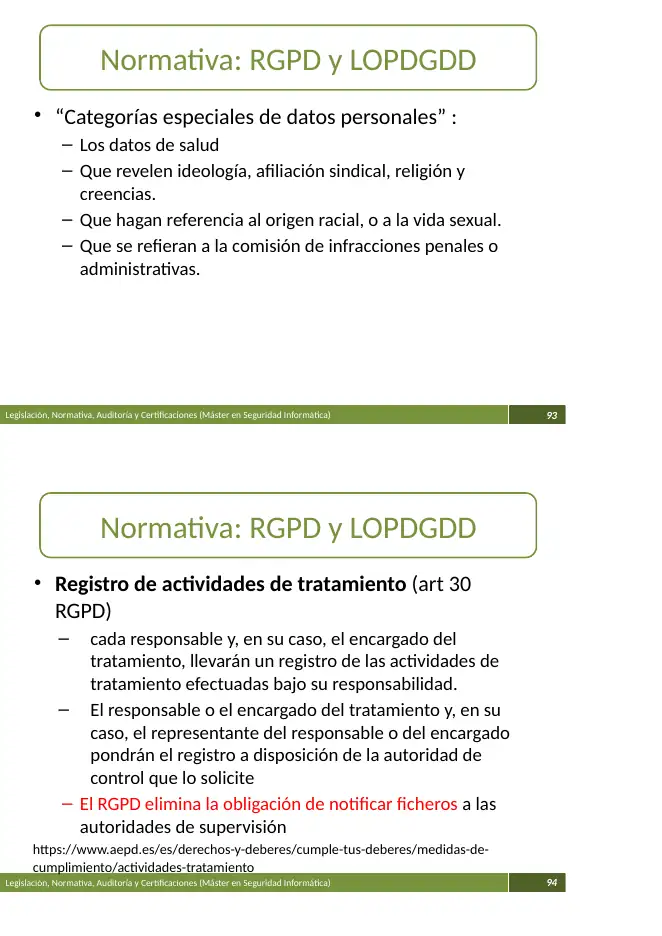 Normativa: RGPD y LOPDGDD
• “Categorías especiales de datos personales” :
– Los datos de salud
– Que revelen ideología, afiliación sindical, religión y
creencias.
– Que hagan referencia al origen racial, o a la vida sexual.
– Que se refieran a la comisión de infracciones penales o
administrativas.
Legislación, Normativa, Auditoría y Certificaciones (Máster en Seguridad Informática)
93
Normativa: RGPD y LOPDGDD
• Registro de actividades de tratamiento (art 30
RGPD)
– cada responsable y, en su caso, el encargado del
tratamiento, llevarán un registro de las actividades de
tratamiento efectuadas bajo su responsabilidad.
– El responsable o el encargado del tratamiento y, en su
caso, el representante del responsable o del encargado
pondrán el registro a disposición de la autoridad de
control que lo solicite
– El RGPD elimina la obligación de notificar ficheros a las
autoridades de supervisión
https://www.aepd.es/es/derechos-y-deberes/cumple-tus-deberes/medidas-de-
cumplimiento/actividades-tratamiento
Legislación, Normativa, Auditoría y Certificaciones (Máster en Seguridad Informática)
94